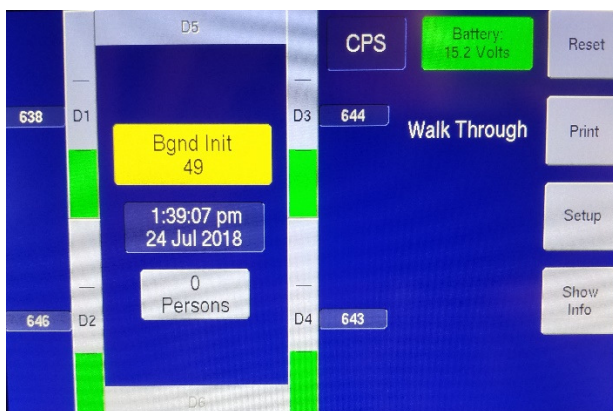 D5
CPS
Battery:
15.2 Volts
Reset
638
D1
D3
644
Walk Through
Print
Bgnd Init
49
1:39:07 pm
24 Jul 2018
Setup
0
Persons
Show
Info
646
D2
D4
643
D6